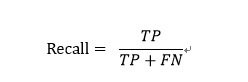 Recall = TP / (TP + FN)